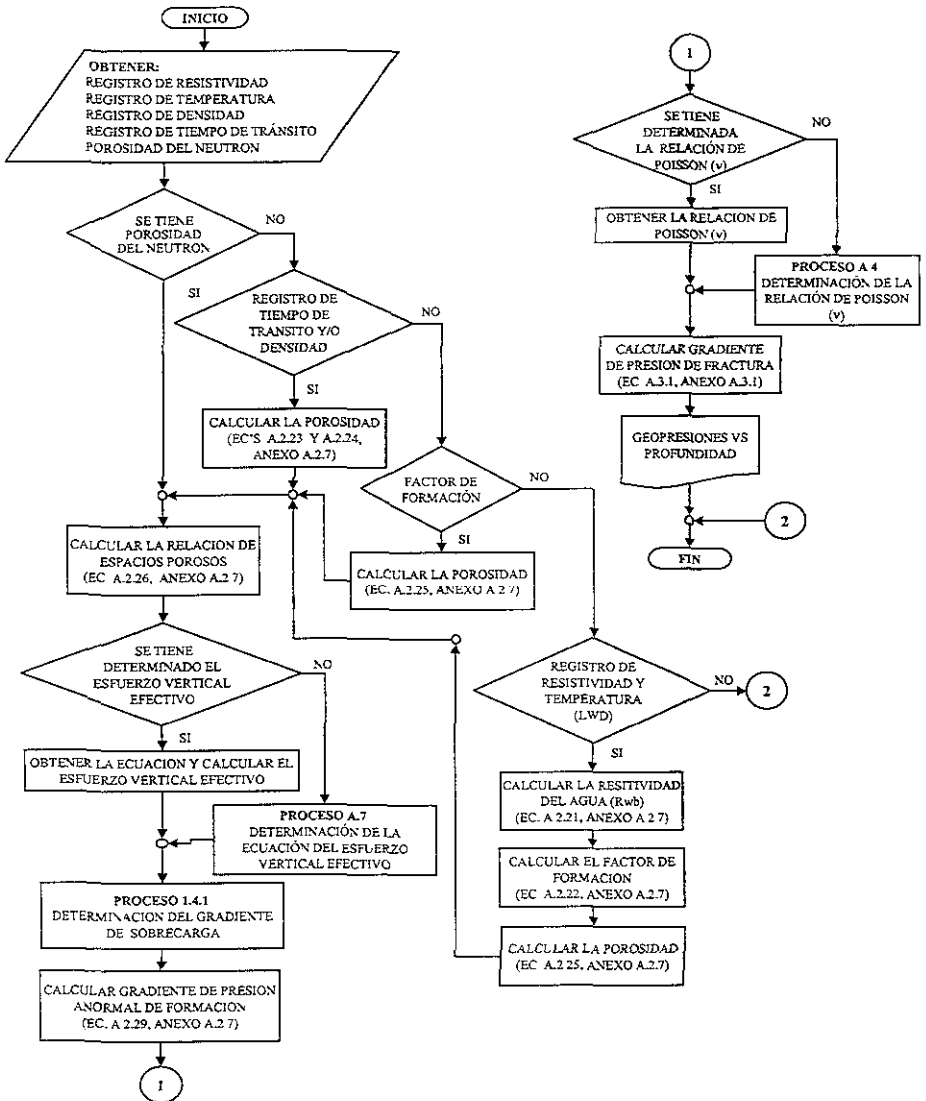 INICIO
OBTENER:
REGISTRO DE RESISTIVIDAD
REGISTRO DE TEMPERATURA
REGISTRO DE DENSIDAD
REGISTRO DE TIEMPO DE TRÁNSITO
POROSIDAD DEL NEUTRON
SE TIENE
POROSIDAD
DEL NEUTRON
NO
SI
REGISTRO DE
TIEMPO DE
TRANSITO Y/O
DENSIDAD
NO
SI
CALCULAR LA POROSIDAD
(EC'S A.2.23 Y A.2.24,
ANEXO A.2.7)
FACTOR DE
FORMACIÓN
NO
SI
CALCULAR LA POROSIDAD
(EC. A.2.25, ANEXO A 2 7)
CALCULAR LA RELACION DE
ESPACIOS POROSOS
(EC A.2.26, ANEXO A.2 7)
SE TIENE
DETERMINADO EL
ESFUERZO VERTICAL
EFECTIVO
NO
SI
OBTENER LA ECUACION Y CALCULAR EL
ESFUERZO VERTICAL EFECTIVO
PROCESO A.7
DETERMINACIÓN DE LA
ECUACIÓN DEL ESFUERZO
VERTICAL EFECTIVO
PROCESO 1.4.1
DETERMINACION DEL GRADIENTE
DE SOBRECARGA
CALCULAR GRADIENTE DE PRESION
ANORMAL DE FORMACION
(EC. A 2.29, ANEXO A.2 7)
1
REGISTRO DE
RESISTIVIDAD Y
TEMPERATURA
(LWD)
NO
2
SI
CALCULAR LA RESITIVIDAD
DEL AGUA (Rwb)
(EC. A 2.21, ANEXO A 2 7)
CALCULAR EL FACTOR DE
FORMACION
(EC A.2.22, ANEXO A.2.7)
CALCULAR LA POROSIDAD
(EC A.2 25, ANEXO A.2.7)
1
SE TIENE
DETERMINADA
LA RELACIÓN DE
POISSON (v)
NO
SI
OBTENER LA RELACION DE
POISSON (v)
PROCESO A 4
DETERMINACIÓN DE LA
RELACIÓN DE POISSON
(v)
CALCULAR GRADIENTE
DE PRESION DE FRACTURA
(EC A.3.1, ANEXO A.3.1)
GEOPRESIONES VS
PROFUNDIDAD
2
FIN